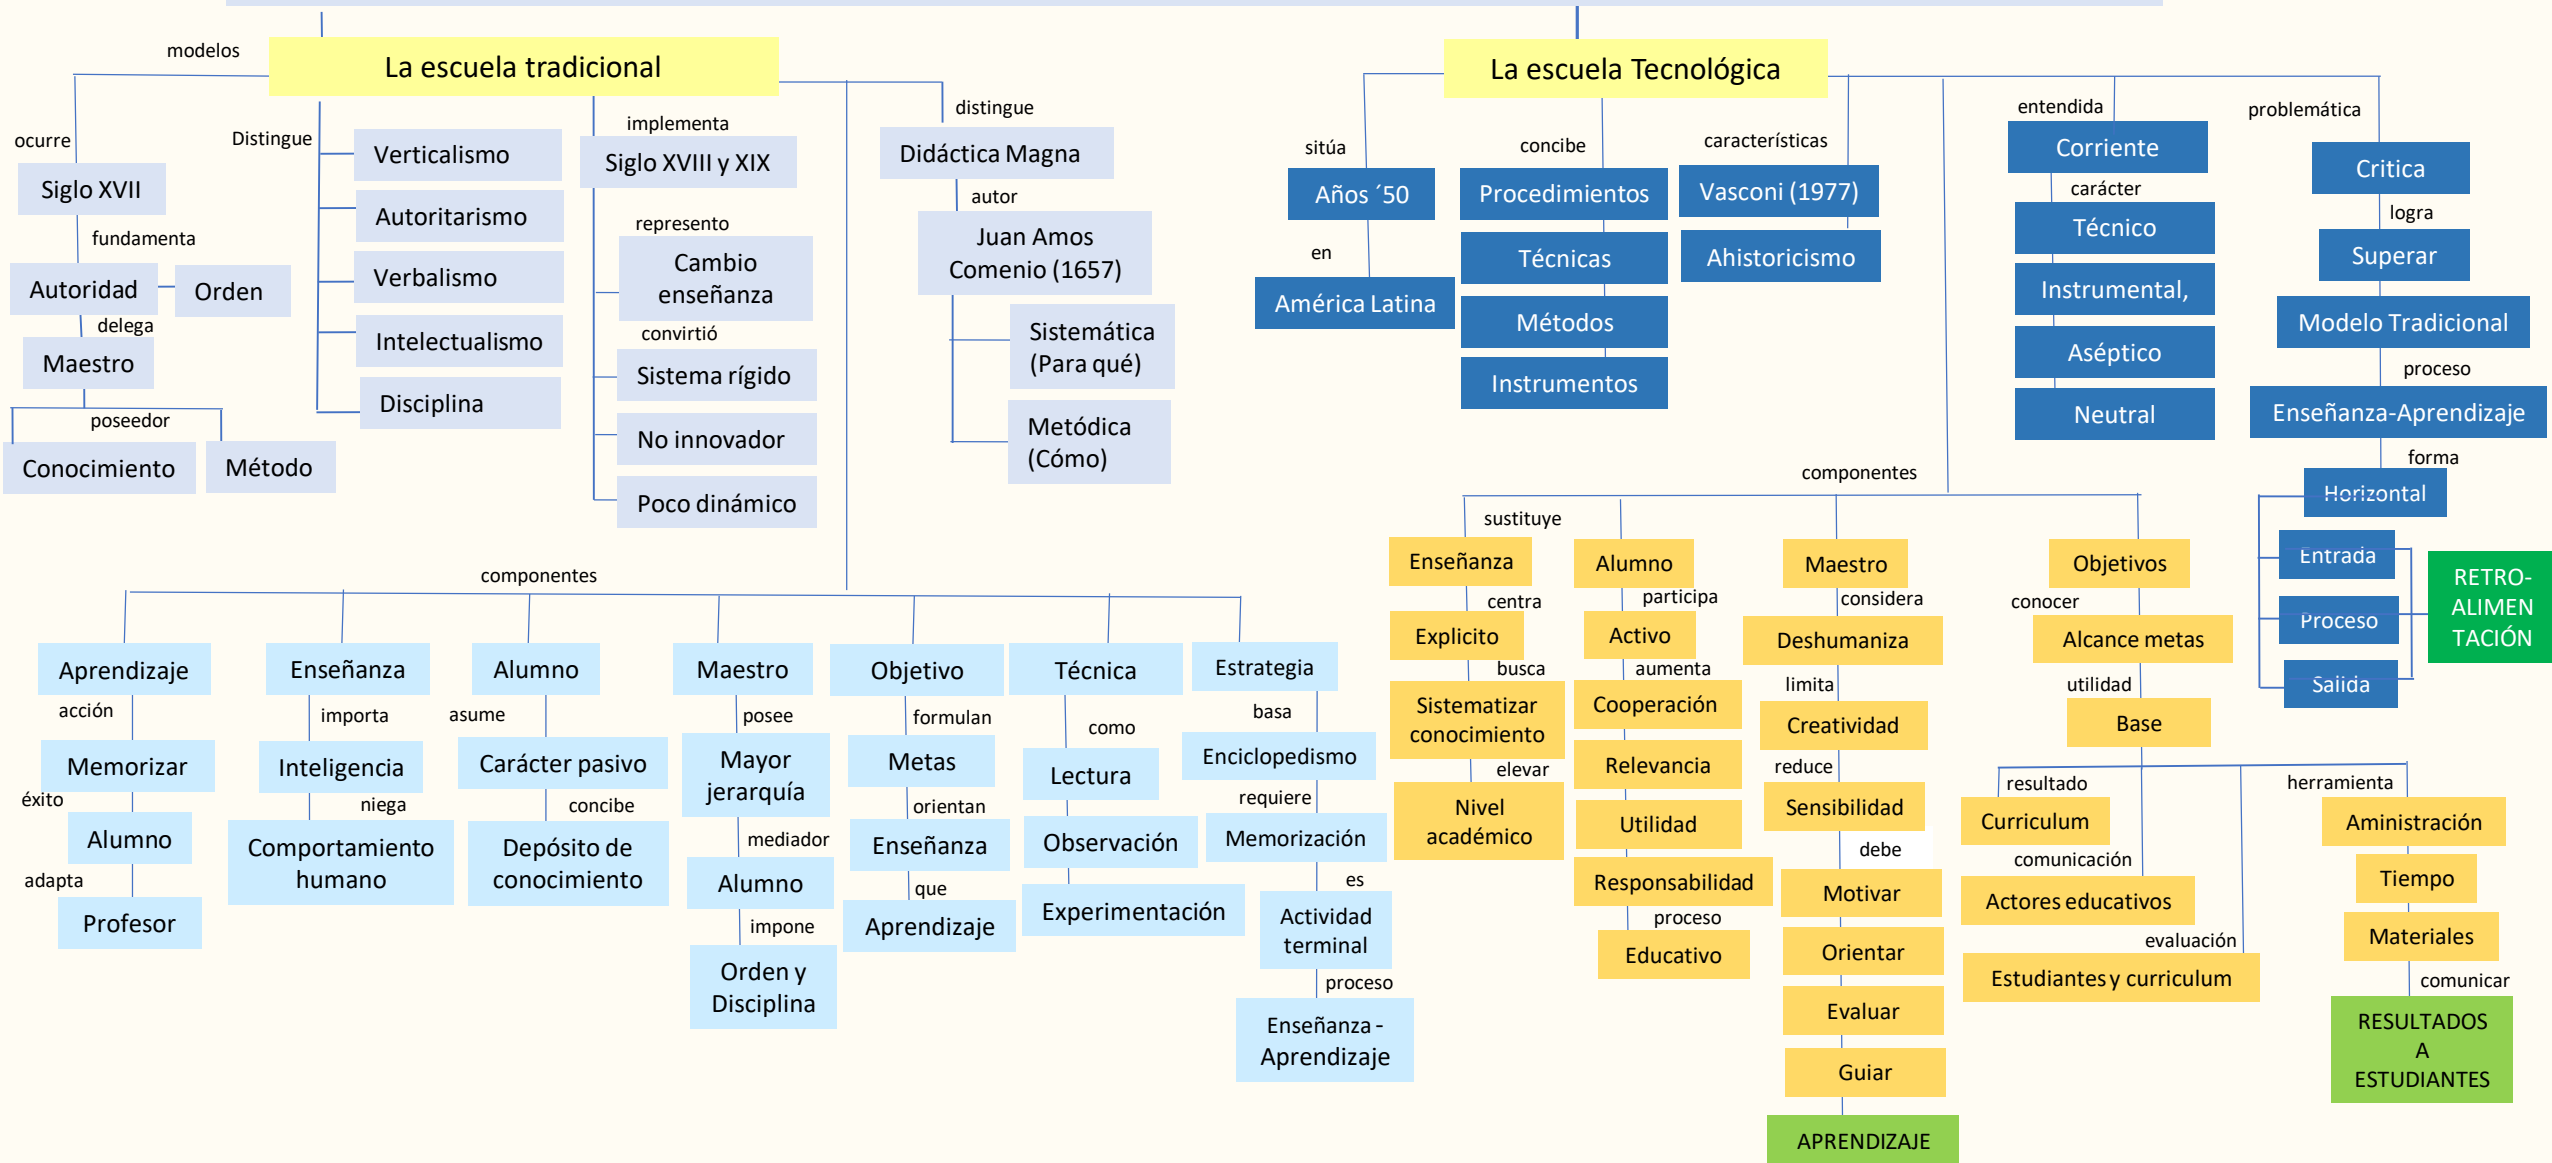 modelos
La escuela tradicional
ocurre
Siglo XVII
fundamenta
Autoridad
Orden
delega
Maestro
poseedor
Conocimiento
Método
Distingue
Verticalismo
Autoritarismo
Verbalismo
Intelectualismo
Disciplina
implementa
Siglo XVIII y XIX
represento
Cambio
enseñanza
convirtió
Sistema rígido
No innovador
Poco dinámico
distingue
Didáctica Magna
autor
Juan Amos
Comenio (1657)
Sistemática
(Para qué)
Metódica
(Cómo)
componentes
Aprendizaje
acción
Memorizar
éxito
Alumno
adapta
Profesor
Enseñanza
importa
Inteligencia
niega
Comportamiento
humano
Alumno
asume
Carácter pasivo
concibe
Depósito de
conocimiento
Maestro
posee
Mayor
jerarquía
mediador
Alumno
impone
Orden y
Disciplina
Objetivo
formulan
Metas
orientan
Enseñanza
que
Aprendizaje
Técnica
como
Lectura
Observación
Experimentación
Estrategia
basa
Enciclopedismo
requiere
Memorización
es
Actividad
terminal
proceso
Enseñanza -
Aprendizaje
La escuela Tecnológica
sitúa
Años ´50
en
América Latina
concibe
Procedimientos
Técnicas
Métodos
Instrumentos
características
Vasconi (1977)
Ahistoricismo
entendida
Corriente
carácter
Técnico
Instrumental,
Aséptico
Neutral
problemática
Critica
logra
Superar
Modelo Tradicional
proceso
Enseñanza-Aprendizaje
forma
Horizontal
Entrada
Proceso
Salida
RETRO-
ALIMEN
TACIÓN
componentes
sustituye
Enseñanza
centra
Explicito
busca
Sistematizar
conocimiento
elevar
Nivel
académico
Alumno
participa
Activo
aumenta
Cooperación
Relevancia
Utilidad
Responsabilidad
proceso
Educativo
Maestro
considera
Deshumaniza
limita
Creatividad
reduce
Sensibilidad
debe
Motivar
Orientar
Evaluar
Guiar
APRENDIZAJE
Objetivos
conocer
Alcance metas
utilidad
Base
resultado
Curriculum
comunicación
Actores educativos
evaluación
Estudiantes y curriculum
herramienta
Aministración
Tiempo
Materiales
comunicar
RESULTADOS
A
ESTUDIANTES